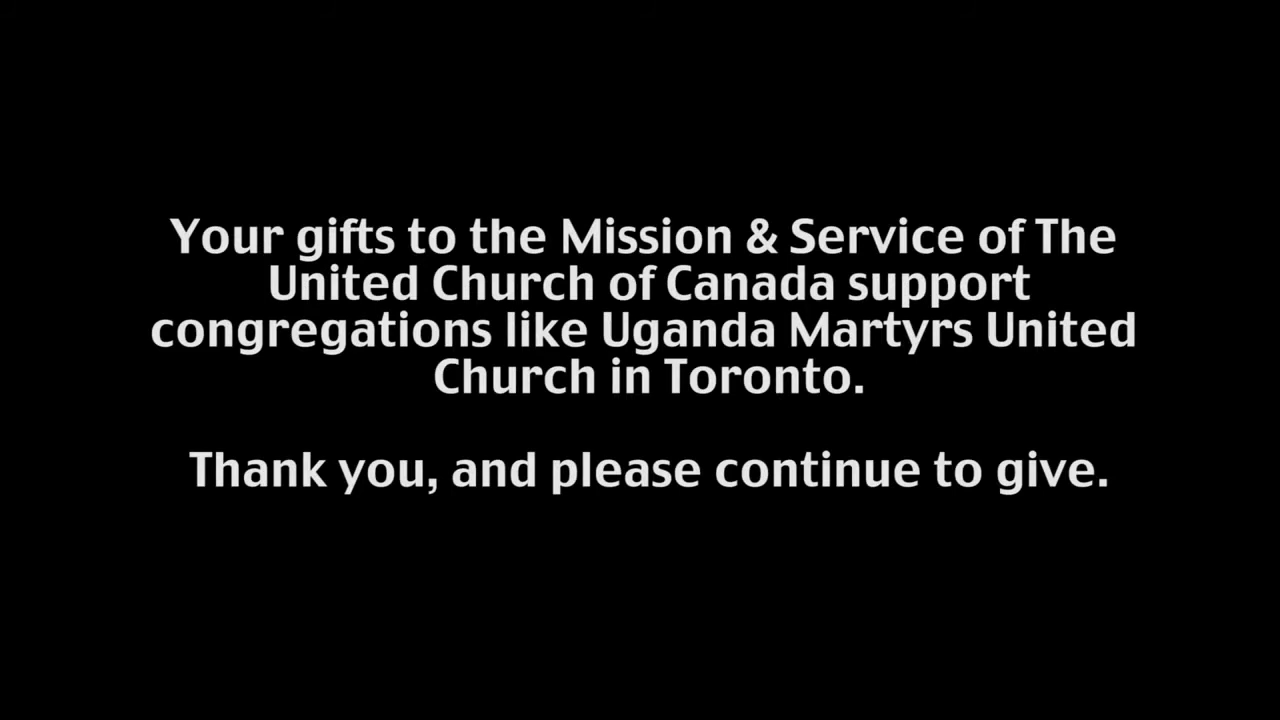 Your gifts to the Mission & Service of The
United Church of Canada support
congregations like Uganda Martyrs United
Church in Toronto.
Thank you, and please continue to give.